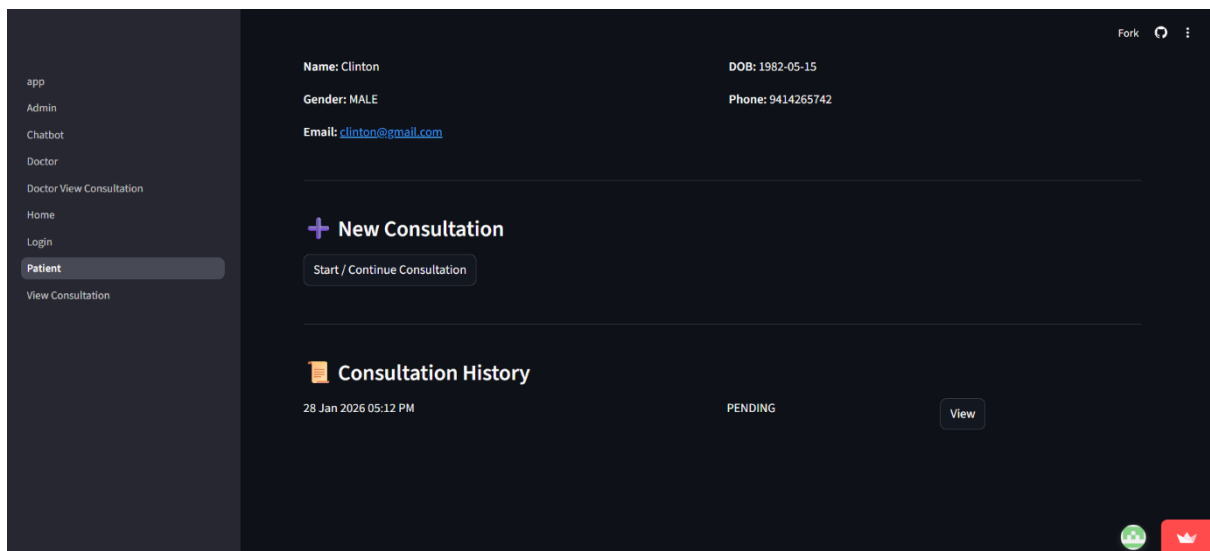 Fork
app
Admin
Chatbot
Doctor
Doctor View Consultation
Home
Login
Patient
View Consultation
Name: Clinton
DOB: 1982-05-15
Gender: MALE
Phone: 9414265742
Email: clinton@gmail.com
New Consultation
Start / Continue Consultation
Consultation History
28 Jan 2026 05:12 PM
PENDING
View